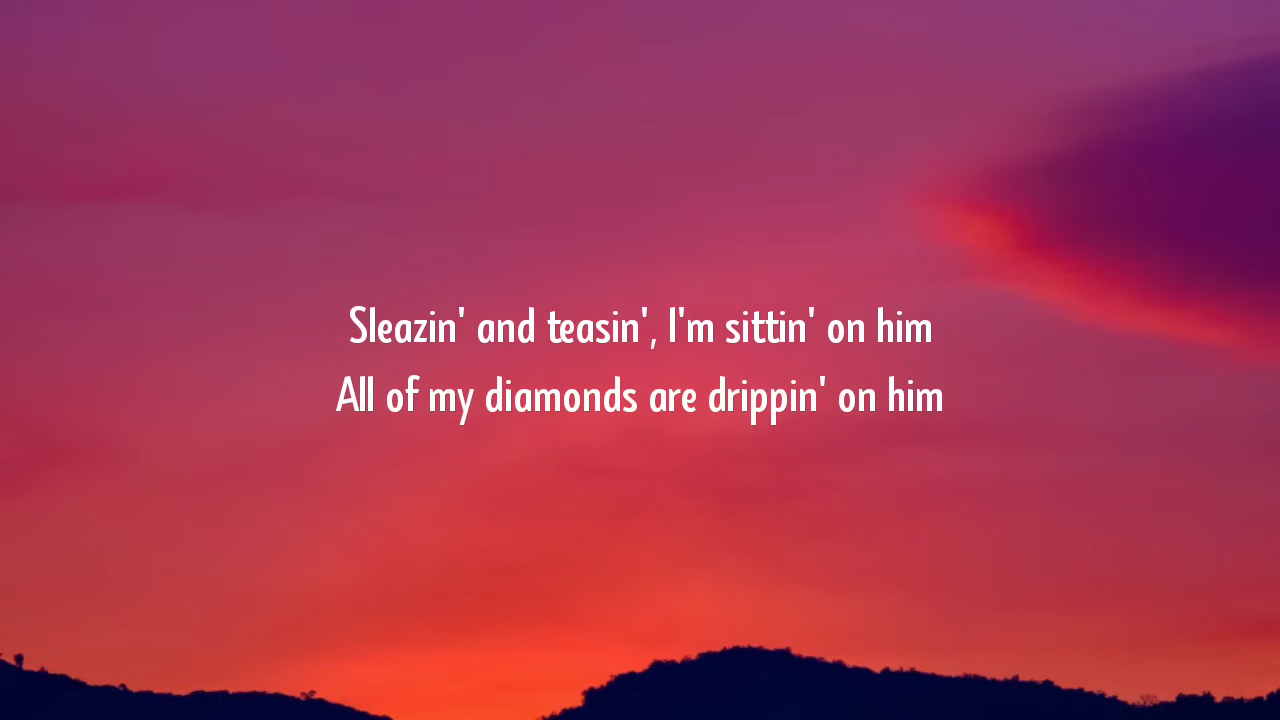 Sleazin' and teasin', I'm sittin' on him
All of my diamonds are drippin' on him